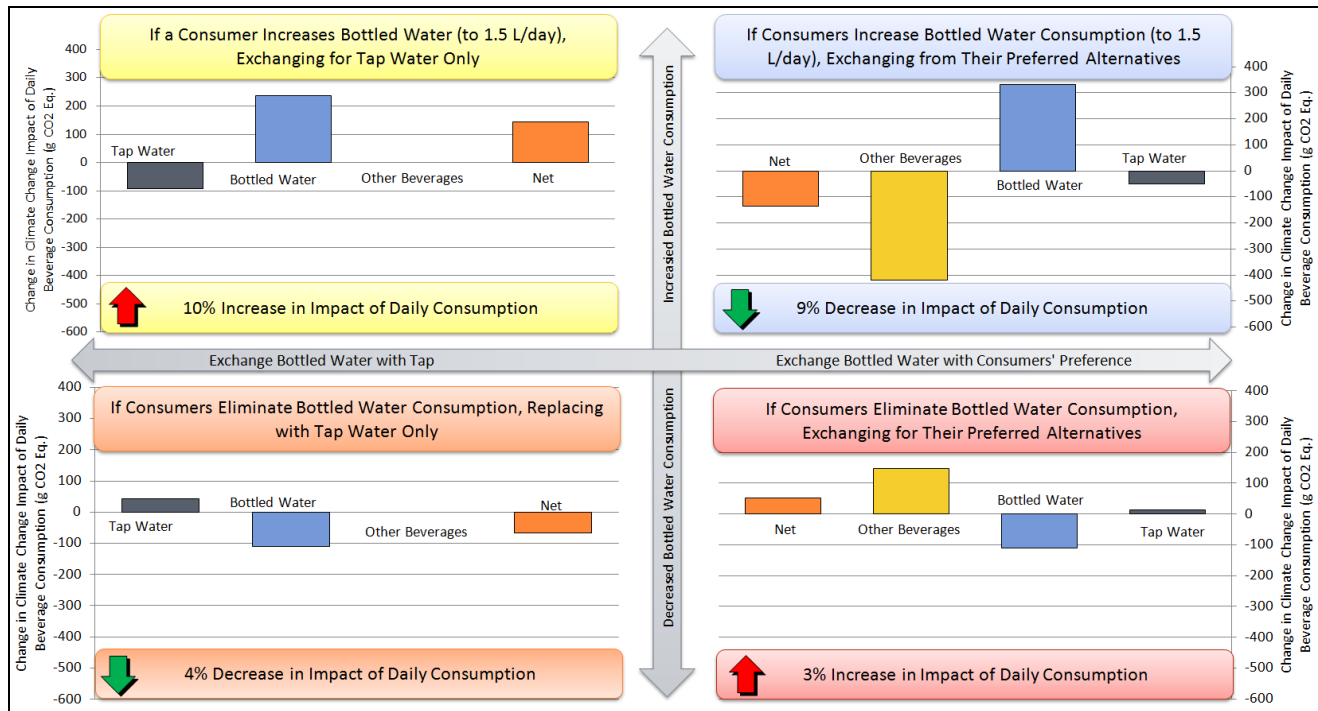 If a Consumer Increases Bottled Water (to 1.5 L/day),
Exchanging for Tap Water Only
Change in Climate Change Impact of Daily
Beverage Consumption (g CO2 Eq.)
400
300
200
100
0
-100
-200
-300
-400
-500
-600
Tap Water
Bottled Water
Other Beverages
Net
10% Increase in Impact of Daily Consumption
Increasied Bottled Water Consumption
If Consumers Increase Bottled Water Consumption (to 1.5
L/day), Exchanging from Their Preferred Alternatives
Net
Other Beverages
Bottled Water
Tap Water
400
300
200
100
0
-100
-200
-300
-400
-500
-600
Change in Climate Change Impact of Daily
Beverage Consumption (g CO2 Eq.)
9% Decrease in Impact of Daily Consumption
Exchange Bottled Water with Tap
Exchange Bottled Water with Consumers' Preference
If Consumers Eliminate Bottled Water Consumption, Replacing
with Tap Water Only
Change in Climate Change Impact of Daily
Beverage Consumption (g CO2 Eq.)
400
300
200
100
0
-100
-200
-300
-400
-500
-600
Tap Water
Bottled Water
Other Beverages
Net
4% Decrease in Impact of Daily Consumption
Decreased Bottled Water Consumption
If Consumers Eliminate Bottled Water Consumption,
Exchanging for Their Preferred Alternatives
Net
Other Beverages
Bottled Water
Tap Water
400
300
200
100
0
-100
-200
-300
-400
-500
-600
Change in Climate Change Impact of Daily
Beverage Consumption (g CO2 Eq.)
3% Increase in Impact of Daily Consumption